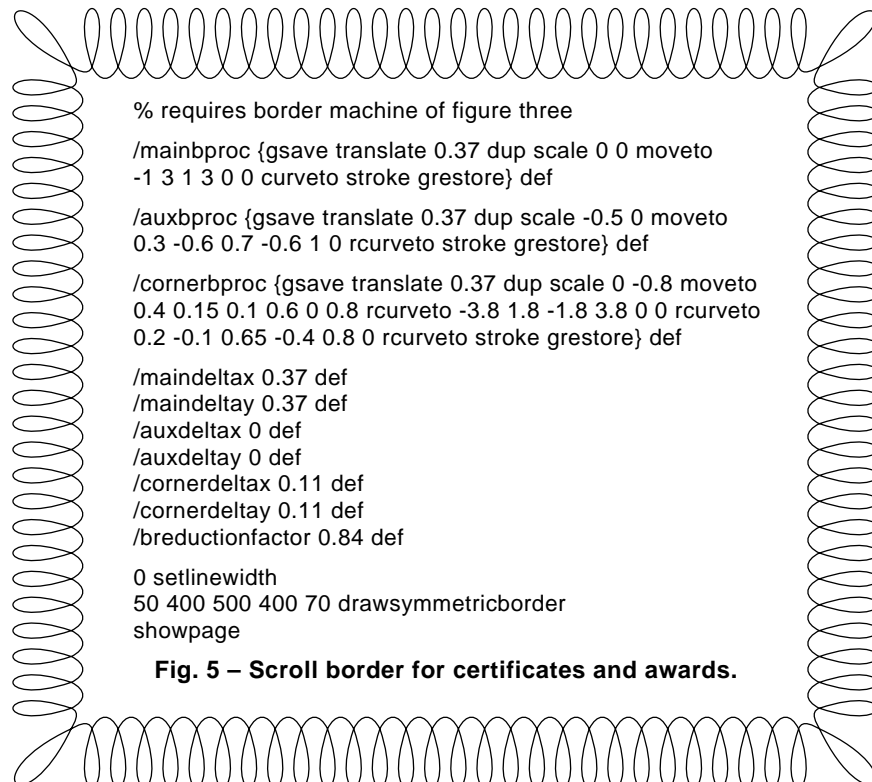 % requires border machine of figure three
/mainbproc {gsave translate 0.37 dup scale 0 0 moveto
-1 3 1 3 0 0 curveto stroke grestore} def
/auxbproc {gsave translate 0.37 dup scale -0.5 0 moveto
0.3 -0.6 0.7 -0.6 1 0 rcurveto stroke grestore} def
/cornerbproc {gsave translate 0.37 dup scale 0 -0.8 moveto
0.4 0.15 0.1 0.6 0 0.8 rcurveto -3.8 1.8 -1.8 3.8 0 0 rcurveto
0.2 -0.1 0.65 -0.4 0.8 0 rcurveto stroke grestore} def
/maindeltax 0.37 def
/maindeltay 0.37 def
/auxdeltax 0 def
/auxdeltay 0 def
/cornerdeltax 0.11 def
/cornerdeltay 0.11 def
/breductionfactor 0.84 def
0 setlinewidth
50 400 500 400 70 drawsymmetricborder
showpage
Fig. 5 – Scroll border for certificates and awards.